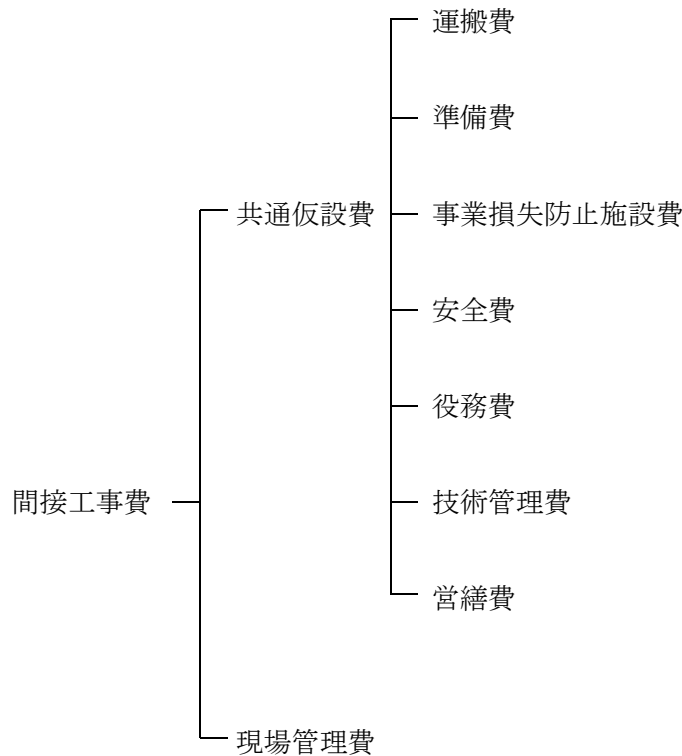 運搬費
準備費
共通仮設費
事業損失防止施設費
安全費
役務費
間接工事費
技術管理費
営繕費
現場管理費